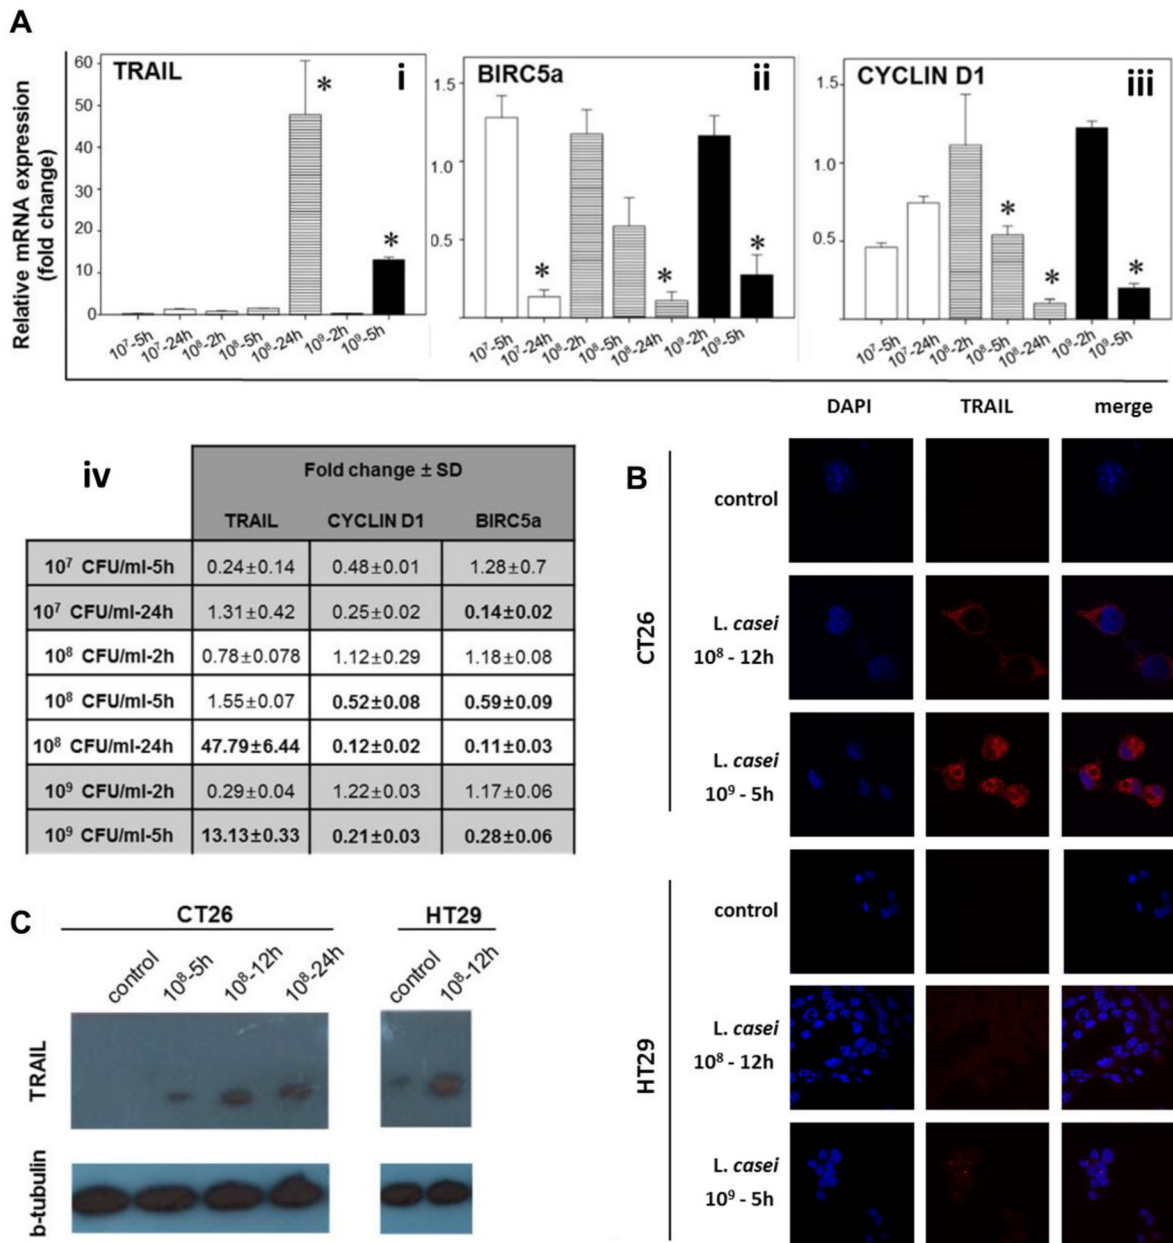 A
Relative mRNA expression
(fold change)
TRAIL
i
60
50
40
30
20
10
0
*
*
10⁷-5h
10⁷-24h
10⁸-2h
10⁸-5h
10⁸-24h
10⁹-2h
10⁹-5h
BIRC5a
ii
1.5
1.0
0.5
*
*
*
10⁷-5h
10⁷-24h
10⁸-2h
10⁸-5h
10⁸-24h
10⁹-2h
10⁹-5h
CYCLIN D1
iii
1.5
1.0
0.5
*
*
*
10⁷-5h
10⁷-24h
10⁸-2h
10⁸-5h
10⁸-24h
10⁹-2h
10⁹-5h
iv
Fold change ± SD
TRAIL CYCLIN D1 BIRC5a
10⁷ CFU/ml-5h 0.24±0.14 0.48±0.01 1.28±0.7
10⁷ CFU/ml-24h 1.31±0.42 0.25±0.02 0.14±0.02
10⁸ CFU/ml-2h 0.78±0.078 1.12±0.29 1.18±0.08
10⁸ CFU/ml-5h 1.55±0.07 0.52±0.08 0.59±0.09
10⁸ CFU/ml-24h 47.79±6.44 0.12±0.02 0.11±0.03
10⁹ CFU/ml-2h 0.29±0.04 1.22±0.03 1.17±0.06
10⁹ CFU/ml-5h 13.13±0.33 0.21±0.03 0.28±0.06
B
DAPI TRAIL merge
CT26
control
L. casei
10⁸ - 12h
L. casei
10⁹ - 5h
HT29
control
L. casei
10⁸ - 12h
L. casei
10⁹ - 5h
C
CT26 HT29
control 10⁸-5h 10⁸-12h 10⁸-24h control 10⁸-12h
TRAIL
b-tubulin